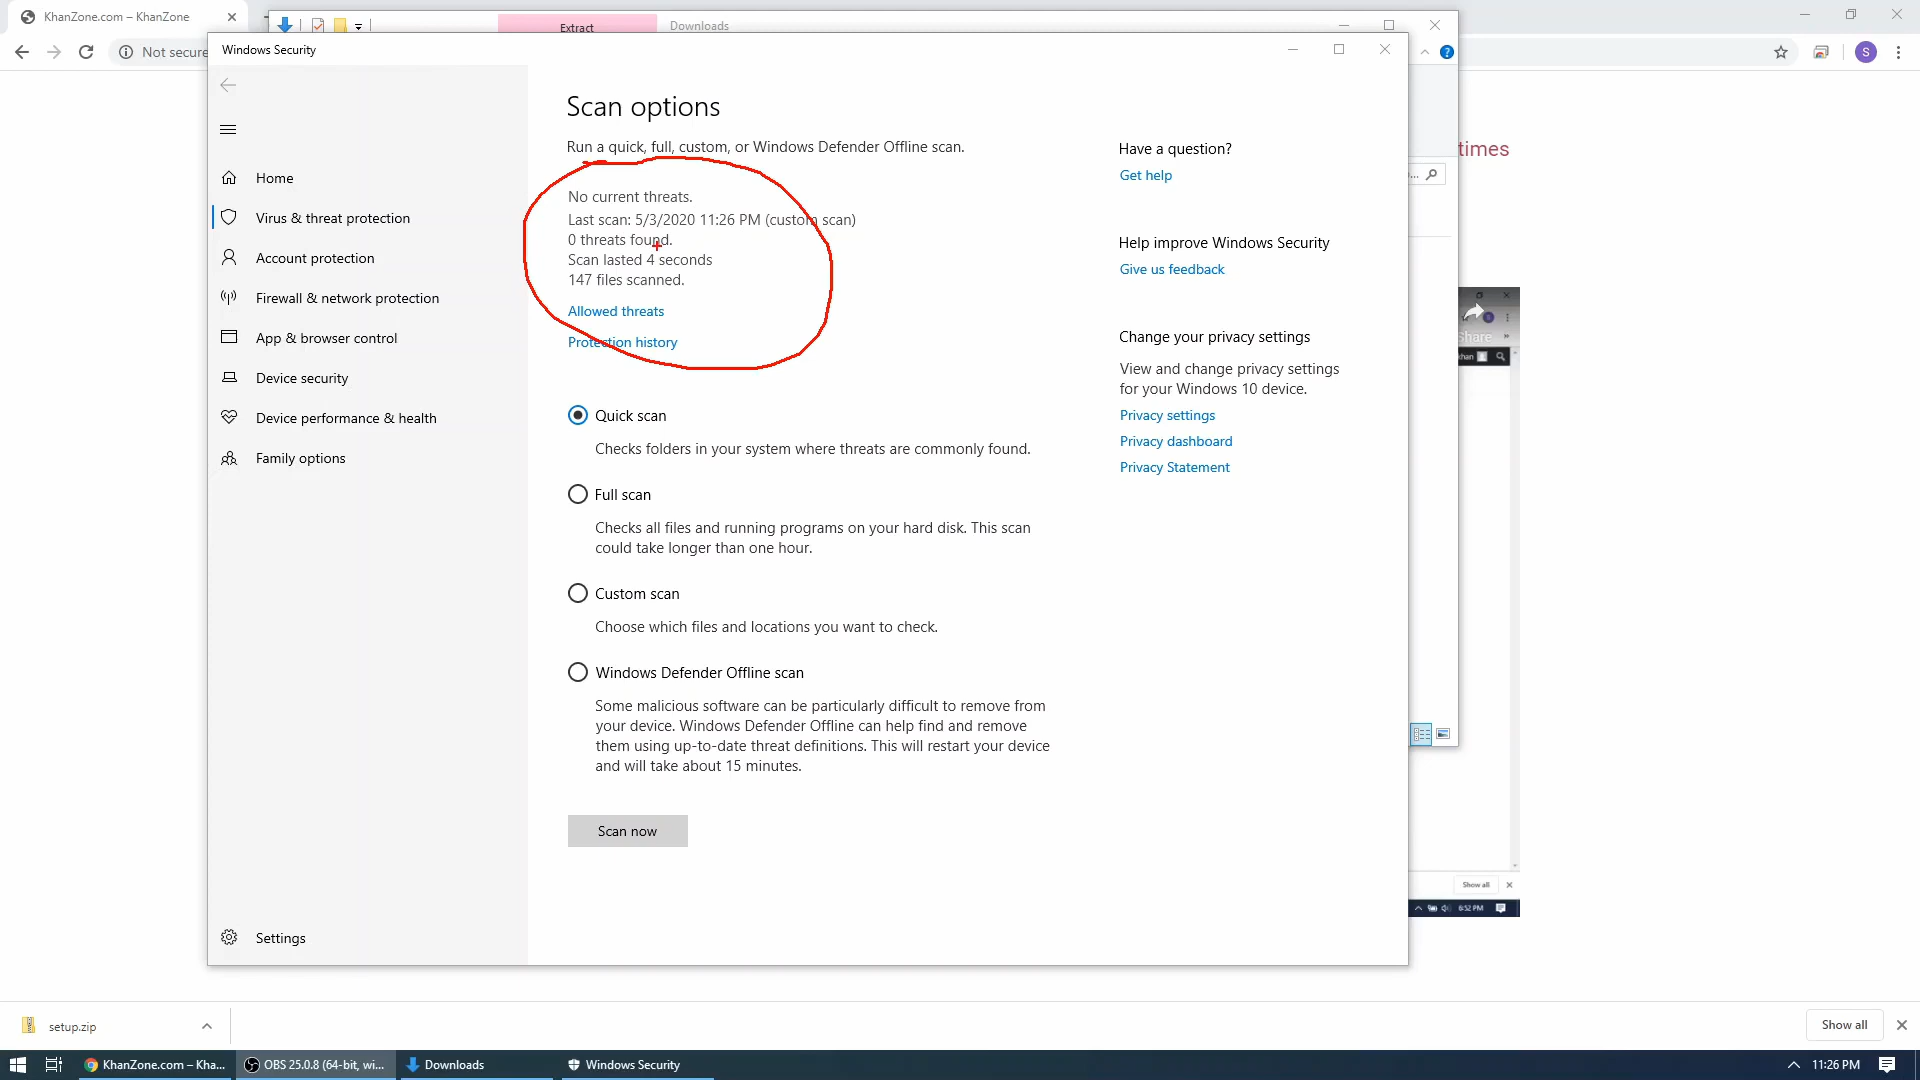 KhanZone.com – KhanZone
Extract
Downloads
Not secure
Windows Security
Scan options
Run a quick, full, custom, or Windows Defender Offline scan.
No current threats.
Last scan: 5/3/2020 11:26 PM (custom scan)
0 threats found.
Scan lasted 4 seconds
147 files scanned.
Allowed threats
Protection history
Home
Virus & threat protection
Account protection
Firewall & network protection
App & browser control
Device security
Device performance & health
Family options
Settings
Quick scan
Checks folders in your system where threats are commonly found.
Full scan
Checks all files and running programs on your hard disk. This scan
could take longer than one hour.
Custom scan
Choose which files and locations you want to check.
Windows Defender Offline scan
Some malicious software can be particularly difficult to remove from
your device. Windows Defender Offline can help find and remove
them using up-to-date threat definitions. This will restart your device
and will take about 15 minutes.
Scan now
Have a question?
Get help
Help improve Windows Security
Give us feedback
Change your privacy settings
View and change privacy settings
for your Windows 10 device.
Privacy settings
Privacy dashboard
Privacy Statement
S
times
Share
khan
Show all
6:52 PM
setup.zip
Show all
KhanZone.com – Kha...
OBS 25.0.8 (64-bit, wi...
Downloads
Windows Security
11:26 PM